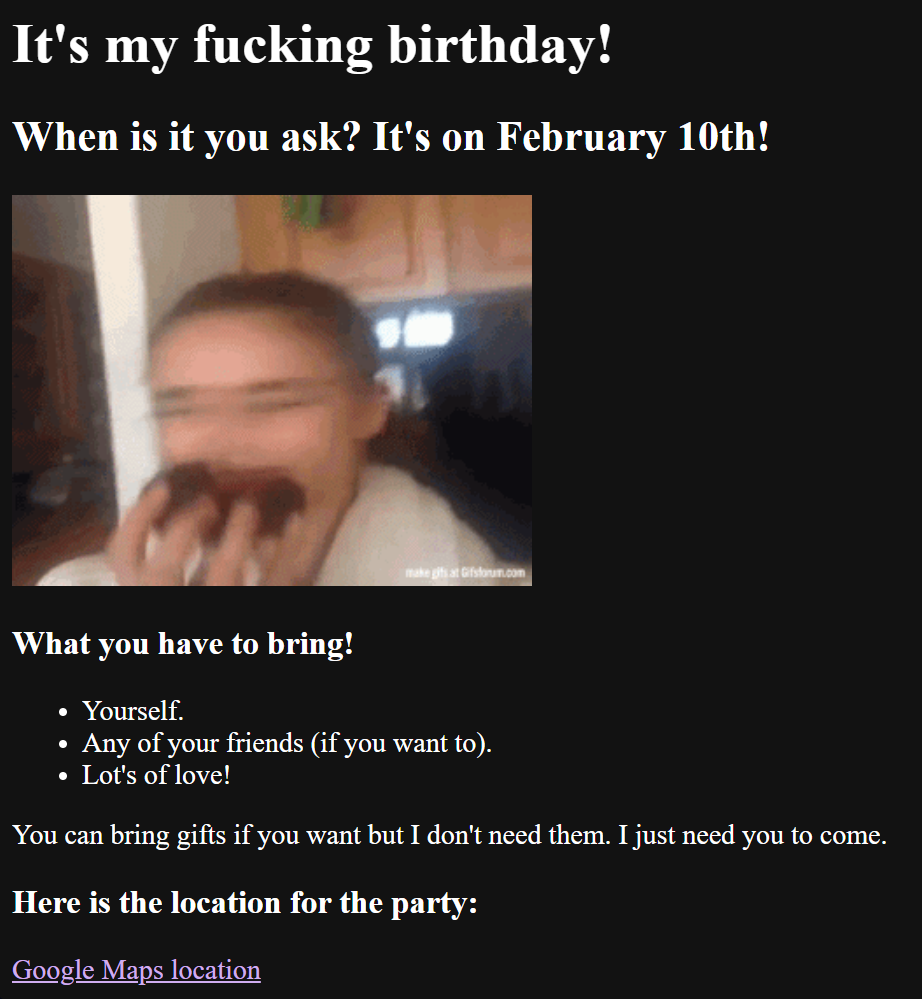 It's my fucking birthday!
When is it you ask? It's on February 10th!
make gifs at Gifsforum.com
What you have to bring!
Yourself.
Any of your friends (if you want to).
Lot's of love!
You can bring gifts if you want but I don't need them. I just need you to come.
Here is the location for the party:
Google Maps location